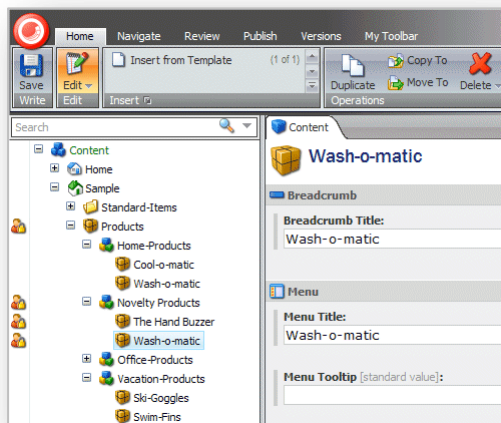 Home Navigate Review Publish Versions My Toolbar
Save
Write
Edit
Edit
Insert from Template (1 of 1)
Insert
Duplicate
Copy To
Move To
Delete
Operations
Search
Content
Home
Sample
Standard-Items
Products
Home-Products
Cool-o-matic
Wash-o-matic
Novelty Products
The Hand Buzzer
Wash-o-matic
Office-Products
Vacation-Products
Ski-Goggles
Swim-Fins
Content
Wash-o-matic
Breadcrumb
Breadcrumb Title:
Wash-o-matic
Menu
Menu Title:
Wash-o-matic
Menu Tooltip [standard value]: